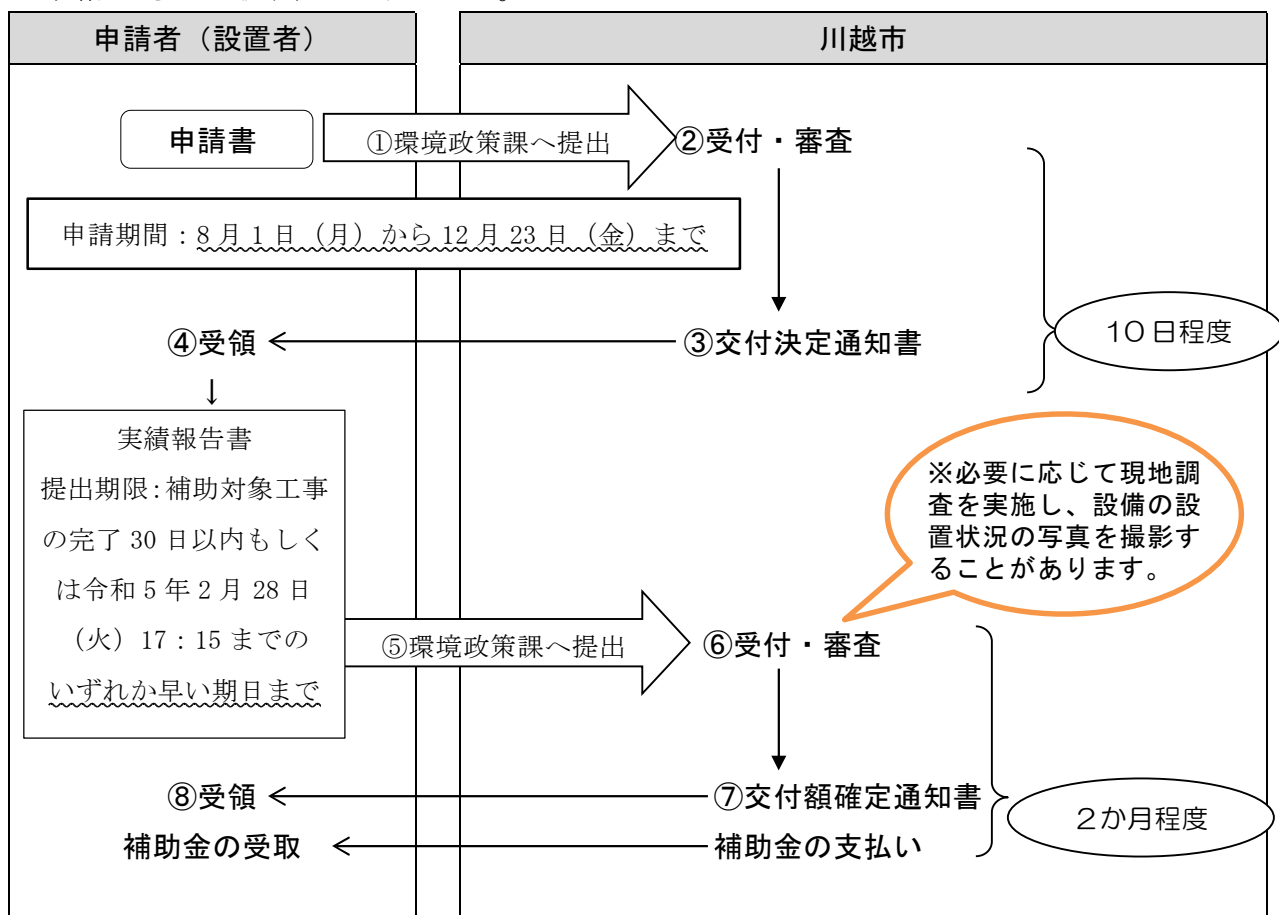 申請者（設置者）
川越市
申請書
①環境政策課へ提出
②受付・審査
申請期間：8月1日（月）から12月23日（金）まで
④受領
③交付決定通知書
10日程度
↓
実績報告書
提出期限：補助対象工事
の完了30日以内もしく
は令和5年2月28日
（火）17：15までの
いずれか早い期日まで
※必要に応じて現地調
査を実施し、設備の設
置状況の写真を撮影す
ることがあります。
⑤環境政策課へ提出
⑥受付・審査
⑧受領
⑦交付額確定通知書
補助金の受取
補助金の支払い
２か月程度